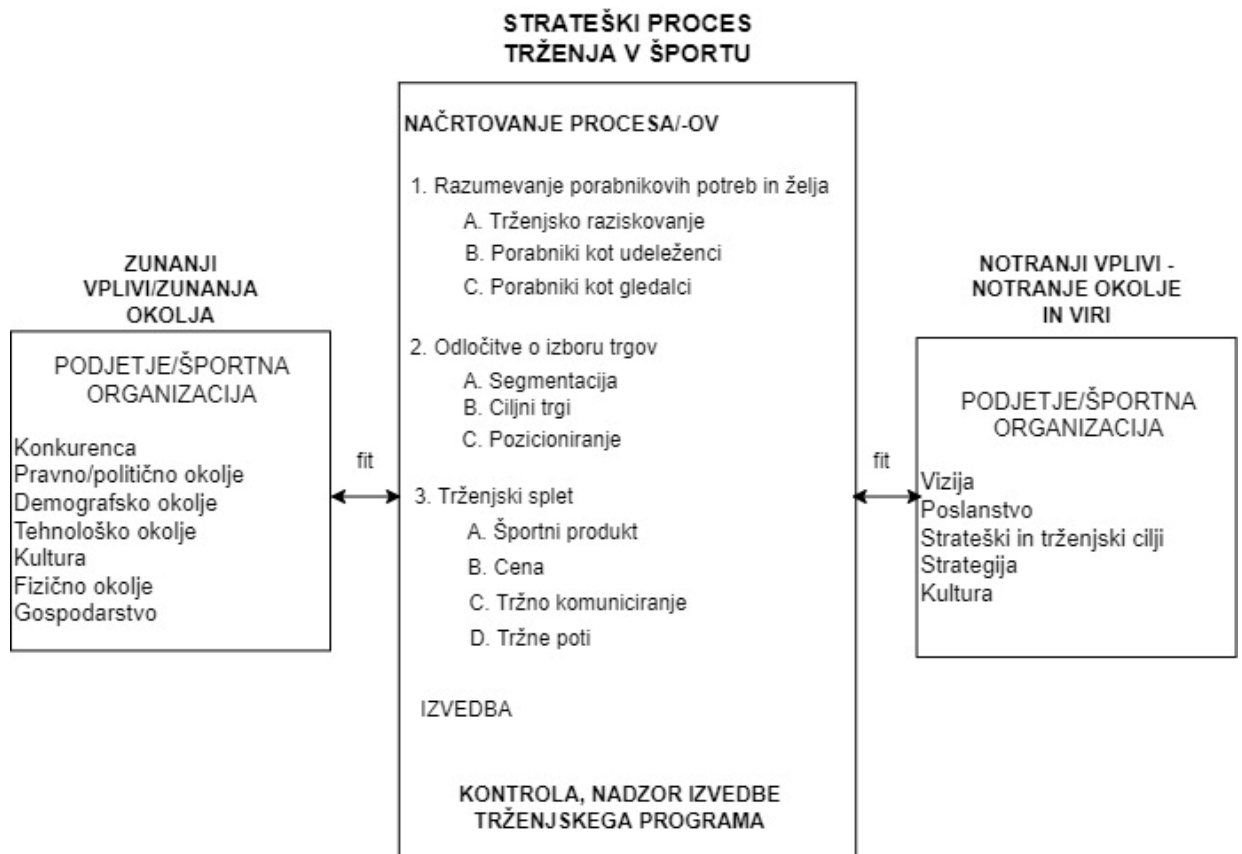 STRATEŠKI PROCES
TRŽENJA V ŠPORTU
ZUNANJI
VPLIVI/ZUNANJA
OKOLJA
PODJETJE/ŠPORTNA
ORGANIZACIJA
Konkurenca
Pravno/politično okolje
Demografsko okolje
Tehnološko okolje
Kultura
Fizično okolje
Gospodarstvo
fit
NAČRTOVANJE PROCESA/-OV
1. Razumevanje porabnikovih potreb in želja
A. Trženjsko raziskovanje
B. Porabniki kot udeleženci
C. Porabniki kot gledalci
2. Odločitve o izboru trgov
A. Segmentacija
B. Ciljni trgi
C. Pozicioniranje
3. Trženjski splet
A. Športni produkt
B. Cena
C. Tržno komuniciranje
D. Tržne poti
IZVEDBA
KONTROLA, NADZOR IZVEDBE
TRŽENJSKEGA PROGRAMA
fit
NOTRANJI VPLIVI -
NOTRANJE OKOLJE
IN VIRI
PODJETJE/ŠPORTNA
ORGANIZACIJA
Vizija
Poslanstvo
Strateški in trženjski cilji
Strategija
Kultura